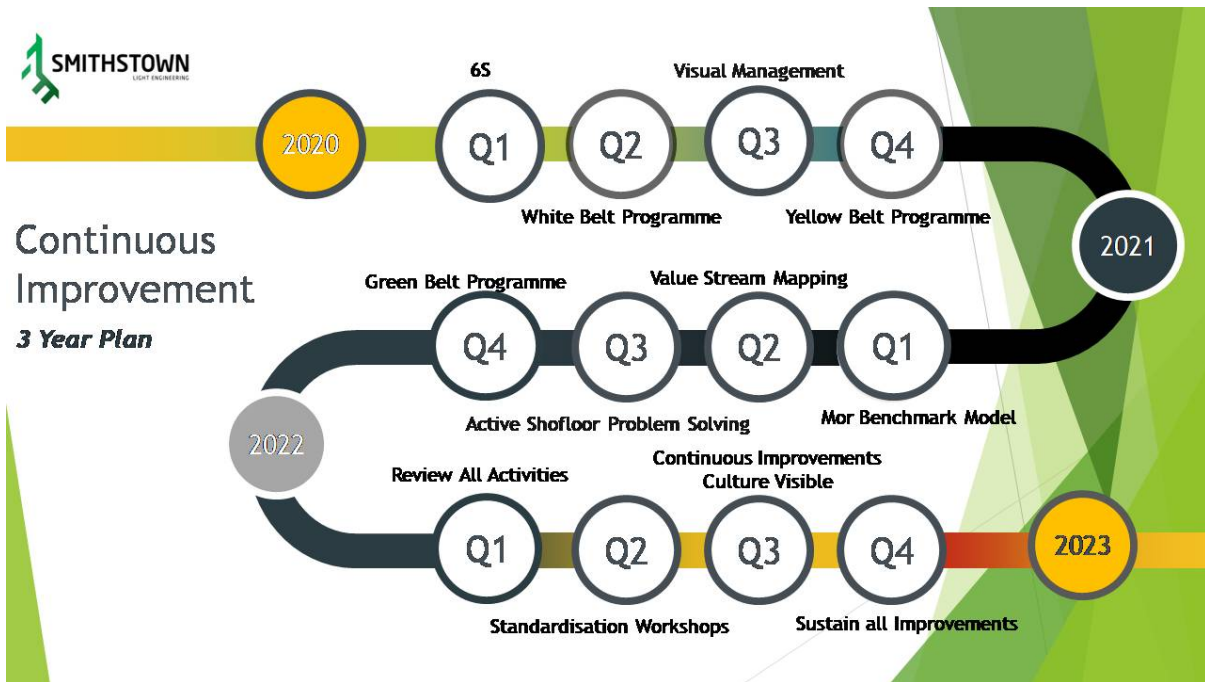 SMITHSTOWN
LIGHT ENGINEERING
6S
Visual Management
2020
Q1
Q2
Q3
Q4
White Belt Programme
Yellow Belt Programme
2021
Continuous
Improvement
3 Year Plan
Green Belt Programme
Value Stream Mapping
Q4
Q3
Q2
Q1
Active Shofloor Problem Solving
Mor Benchmark Model
2022
Review All Activities
Continuous Improvements
Culture Visible
Q1
Q2
Q3
Q4
2023
Standardisation Workshops
Sustain all Improvements